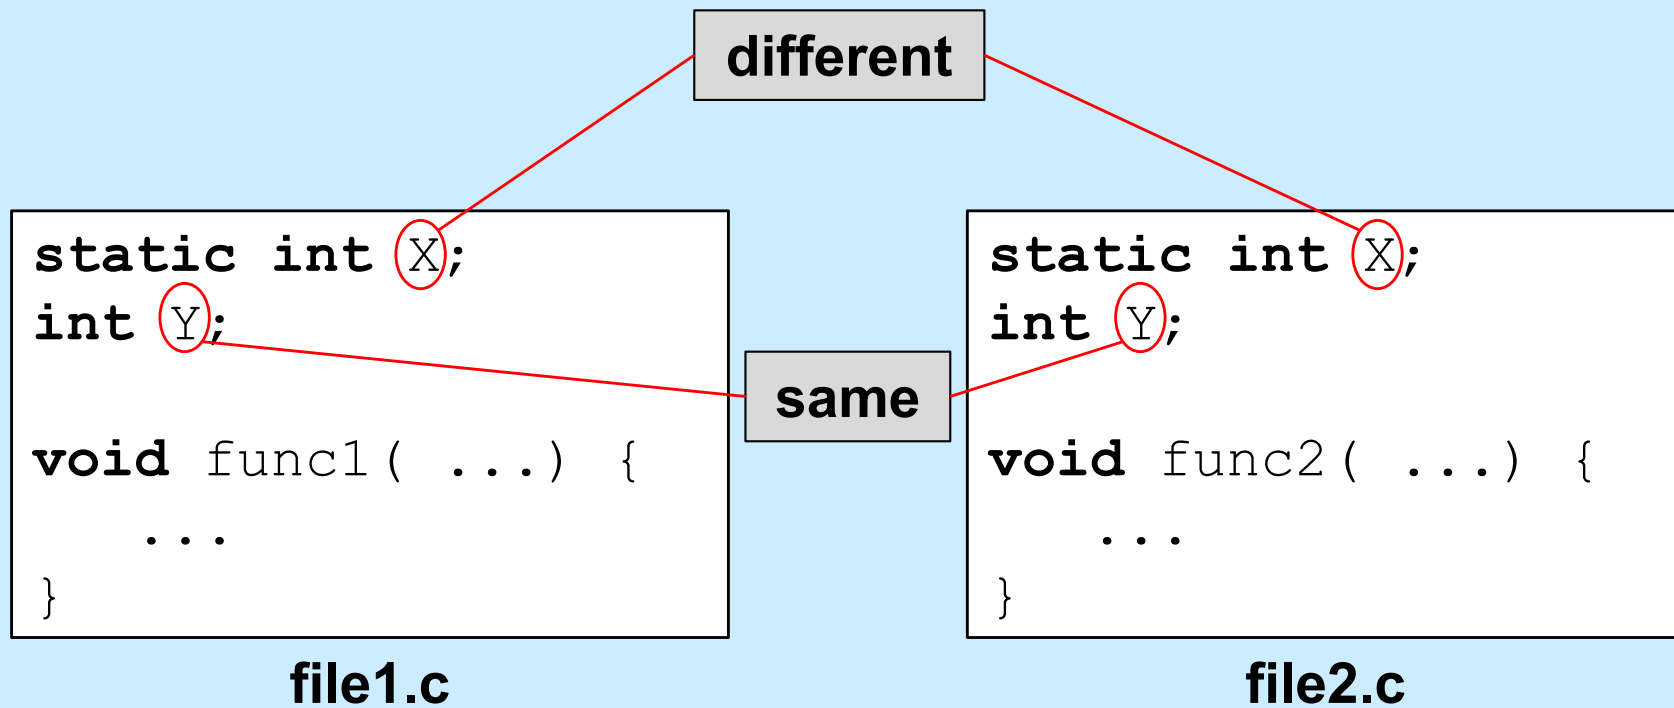 different
static int X;
int Y;
void func1( ...) {
...
}
file1.c
same
static int X;
int Y;
void func2( ...) {
...
}
file2.c